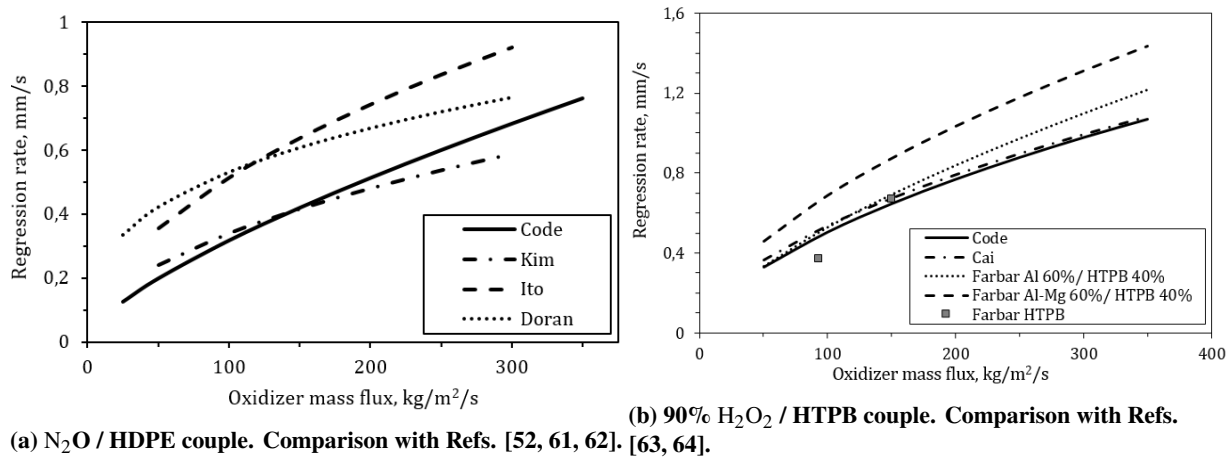 1
0,8
0,6
0,4
0,2
0
Regression rate, mm/s
0
100
200
300
Oxidizer mass flux, kg/m²/s
Code
Kim
Ito
Doran
(a) N₂O / HDPE couple. Comparison with Refs. [52, 61, 62].
1,6
1,2
0,8
0,4
0
Regression rate, mm/s
0
100
200
300
400
Oxidizer mass flux, kg/m²/s
Code
Cai
Farbar Al 60%/ HTPB 40%
Farbar Al-Mg 60%/ HTPB 40%
Farbar HTPB
(b) 90% H₂O₂ / HTPB couple. Comparison with Refs.
[63, 64].